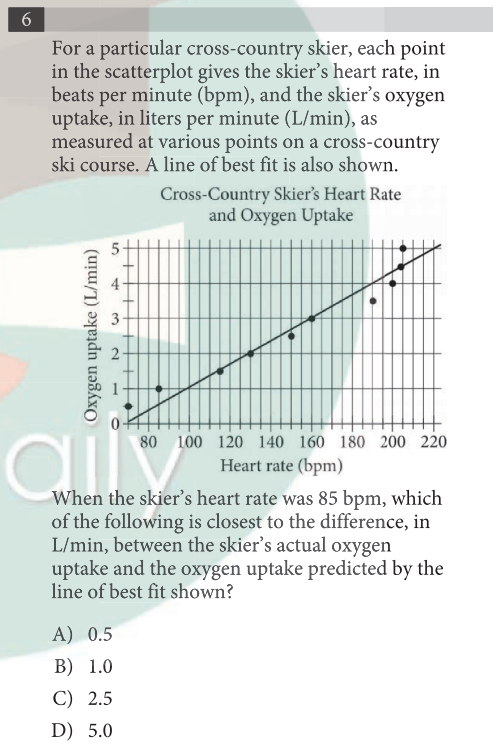 6
For a particular cross-country skier, each point
in the scatterplot gives the skier's heart rate, in
beats per minute (bpm), and the skier's oxygen
uptake, in liters per minute (L/min), as
measured at various points on a cross-country
ski course. A line of best fit is also shown.
Cross-Country Skier's Heart Rate
and Oxygen Uptake
Oxygen uptake (L/min)
5
4
3
2
1
0
80 100 120 140 160 180 200 220
Heart rate (bpm)
aily
When the skier's heart rate was 85 bpm, which
of the following is closest to the difference, in
L/min, between the skier's actual oxygen
uptake and the oxygen uptake predicted by the
line of best fit shown?
A) 0.5
B) 1.0
C) 2.5
D) 5.0